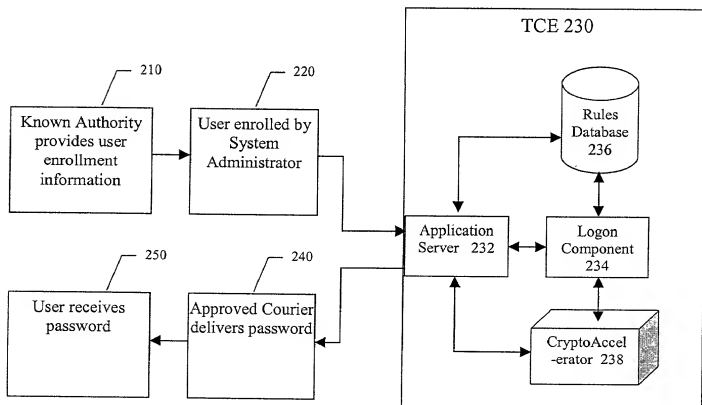 TCE 230
210
220
Known Authority
provides user
enrollment
information
User enrolled by
System
Administrator
Rules
Database
236
Application
Server 232
Logon
Component
234
250
240
User receives
password
Approved Courier
delivers password
CryptoAccel
-erator 238